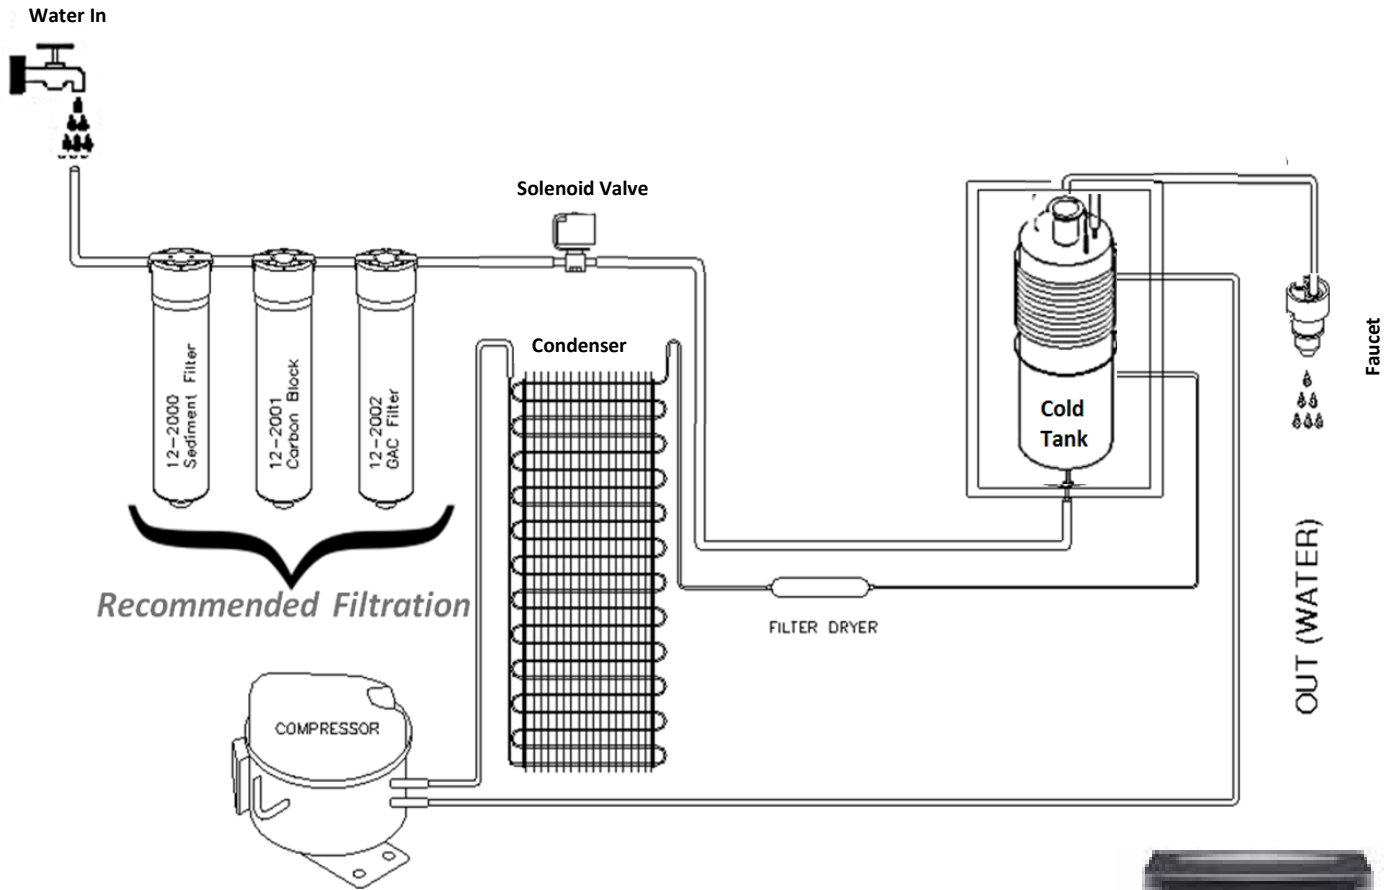 Water In
Solenoid Valve
12-2000
Sediment Filter
12-2001
Carbon Block
12-2002
GAC Filter
Recommended Filtration
Condenser
Cold
Tank
Faucet
FILTER DRYER
OUT (WATER)
COMPRESSOR